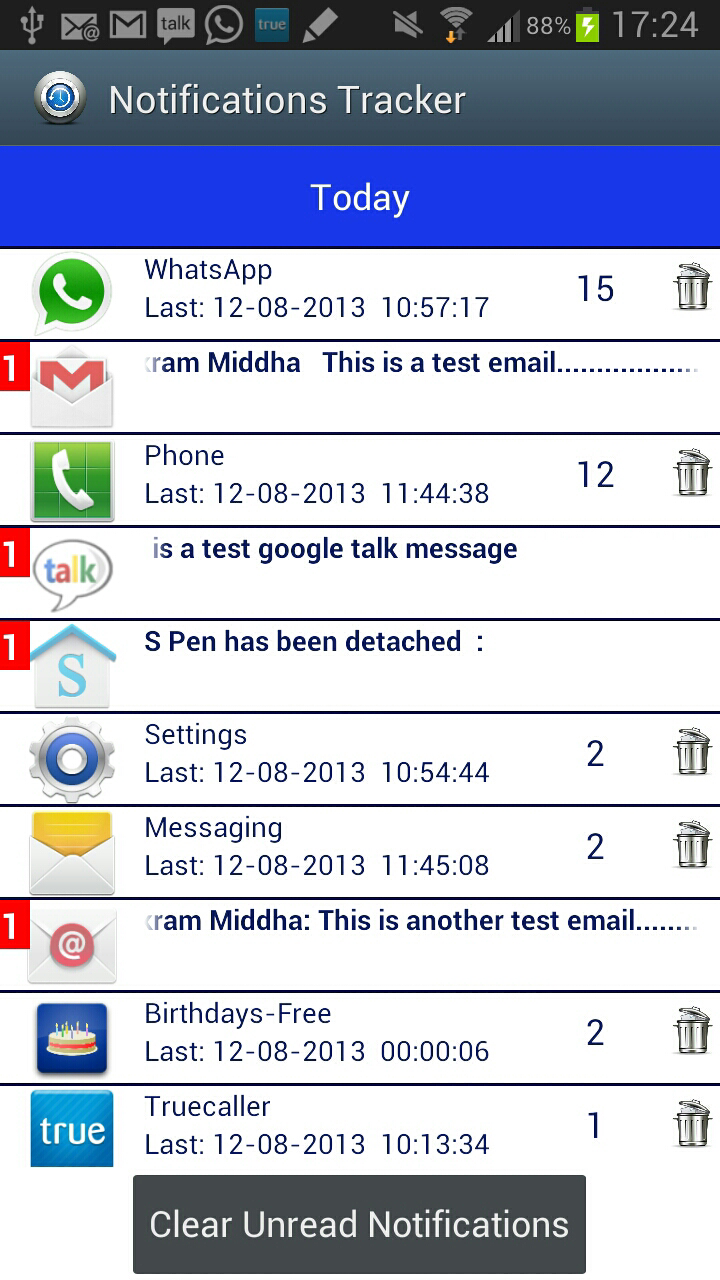 talk
true
88%
17:24
Notifications Tracker
Today
WhatsApp
Last: 12-08-2013 10:57:17
15
1
ram Middha This is a test email..................
Phone
Last: 12-08-2013 11:44:38
12
1
talk
is a test google talk message
1
S
S Pen has been detached :
Settings
Last: 12-08-2013 10:54:44
2
Messaging
Last: 12-08-2013 11:45:08
2
1
@
ram Middha: This is another test email........
Birthdays-Free
Last: 12-08-2013 00:00:06
2
true
Truecaller
Last: 12-08-2013 10:13:34
1
Clear Unread Notifications